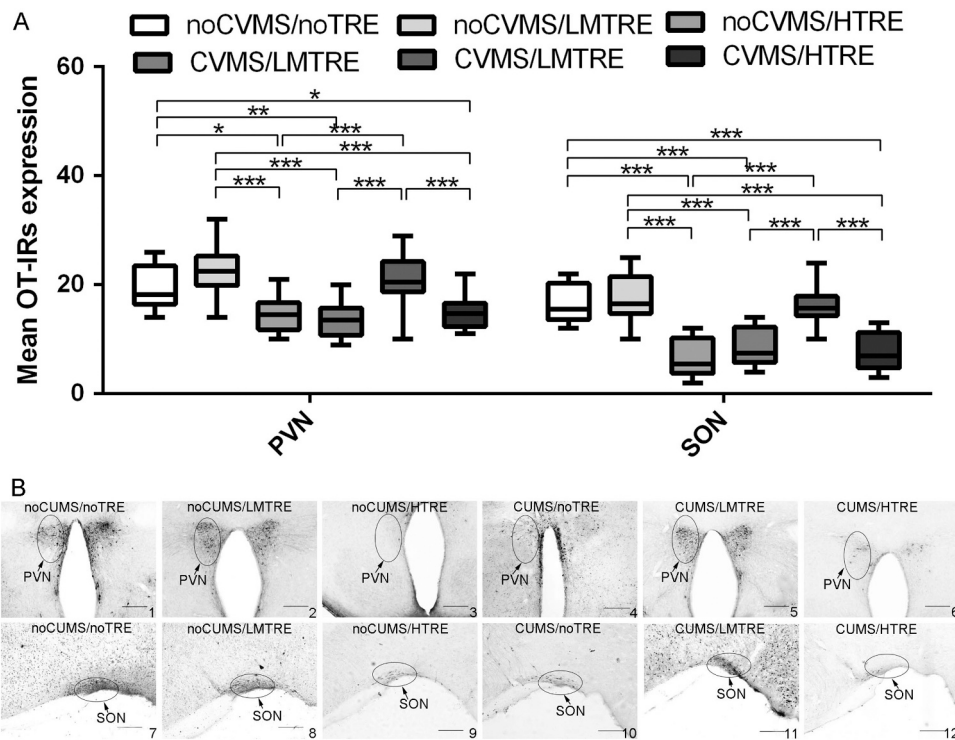 A
noCVMS/noTRE noCVMS/LMTRE noCVMS/HTRE
CVMS/LMTRE CVMS/LMTRE CVMS/HTRE
Mean OT-IRs expression
60
40
20
0
*
**
* ***
***
***
*** *** ***
***
***
*** ***
***
***
*** *** ***
PVN SON
B
noCUMS/noTRE noCUMS/LMTRE noCUMS/HTRE CUMS/noTRE CUMS/LMTRE CUMS/HTRE
PVN PVN PVN PVN PVN PVN
1 2 3 4 5 6
noCUMS/noTRE noCUMS/LMTRE noCUMS/HTRE CUMS/noTRE CUMS/LMTRE CUMS/HTRE
SON SON SON SON SON SON
7 8 9 10 11 12